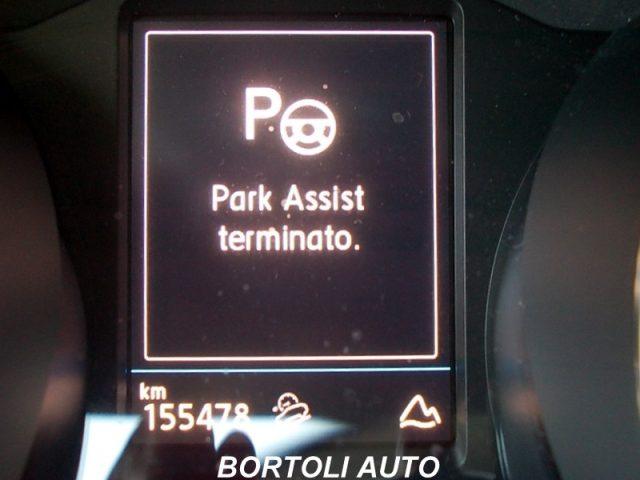 P
Park Assist
terminato.
km
155478
BORTOLI AUTO